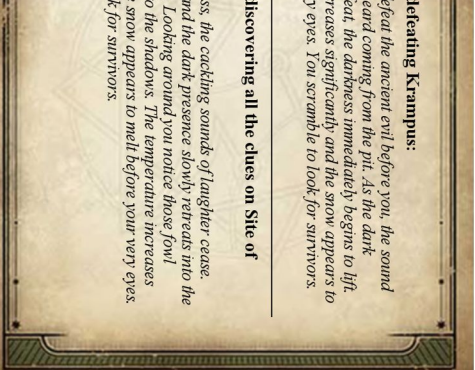 defeating Krampus:
efeat the ancient evil before you, the sound
eard coming from the pit. As the dark
eat, the darkness immediately begins to lift.
creases significantly and the snow appears to
y eyes. You scramble to look for survivors.
discovering all the clues on Site of
ss, the cackling sounds of laughter cease.
nd the dark presence slowly retreats into the
Looking around you notice those fowl
o the shadows. The temperature increases
snow appears to melt before your very eyes.
k for survivors.